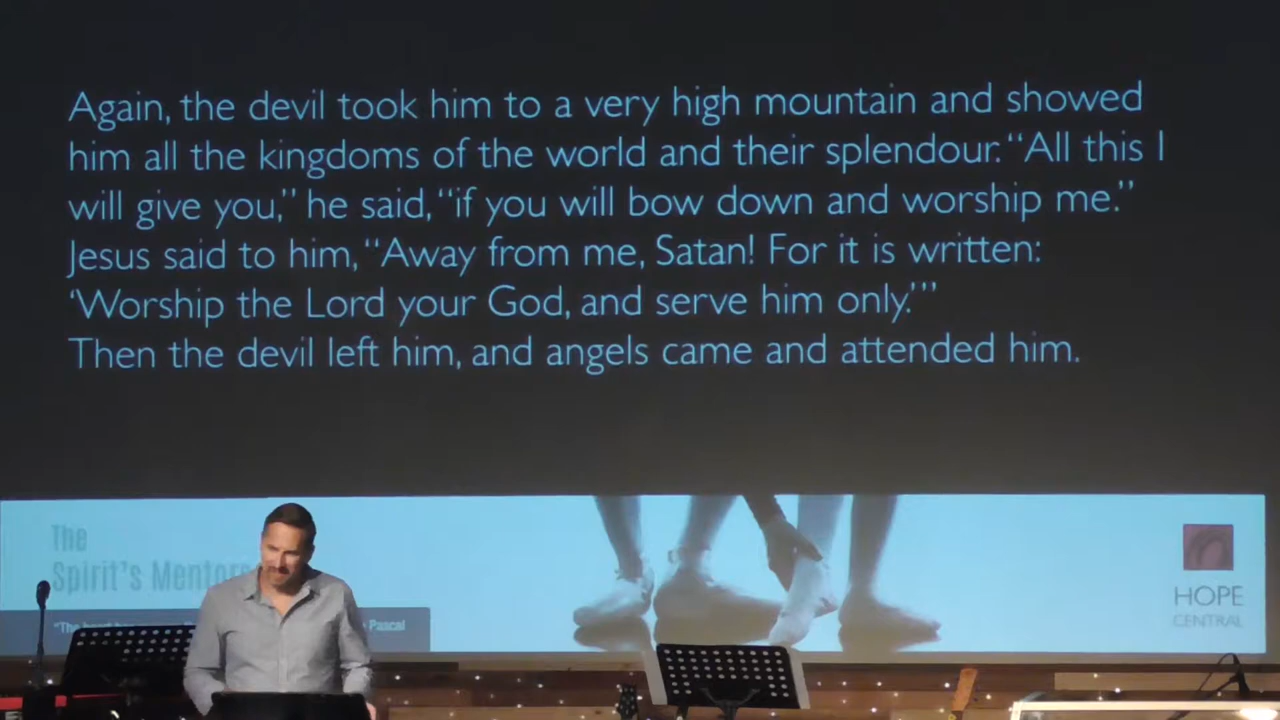 Again, the devil took him to a very high mountain and showed
him all the kingdoms of the world and their splendour. “All this I
will give you,” he said, “if you will bow down and worship me.”
Jesus said to him, “Away from me, Satan! For it is written:
‘Worship the Lord your God, and serve him only.’”
Then the devil left him, and angels came and attended him.
The
Spirit's Mentors
"The Pascal
HOPE
CENTRAL